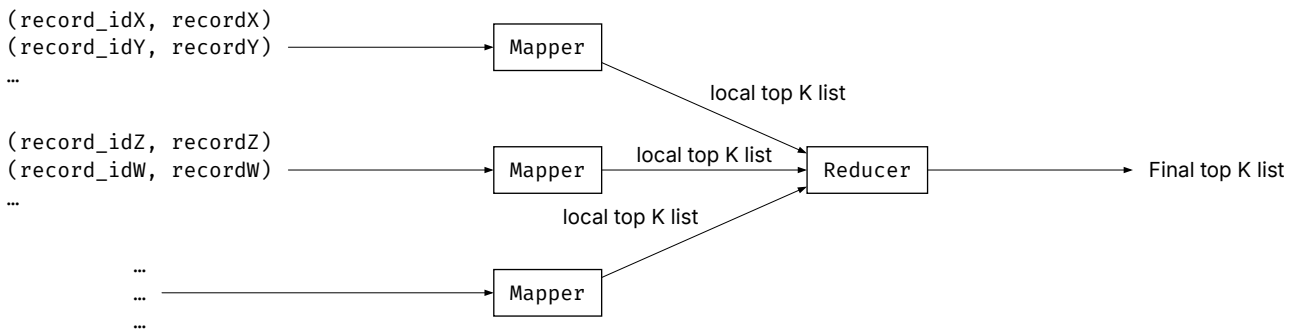 (record_idX, recordX)
(record_idY, recordY)
…
Mapper
local top K list
(record_idZ, recordZ)
(record_idW, recordW)
…
Mapper
local top K list
Reducer
Final top K list
local top K list
…
…
…
Mapper